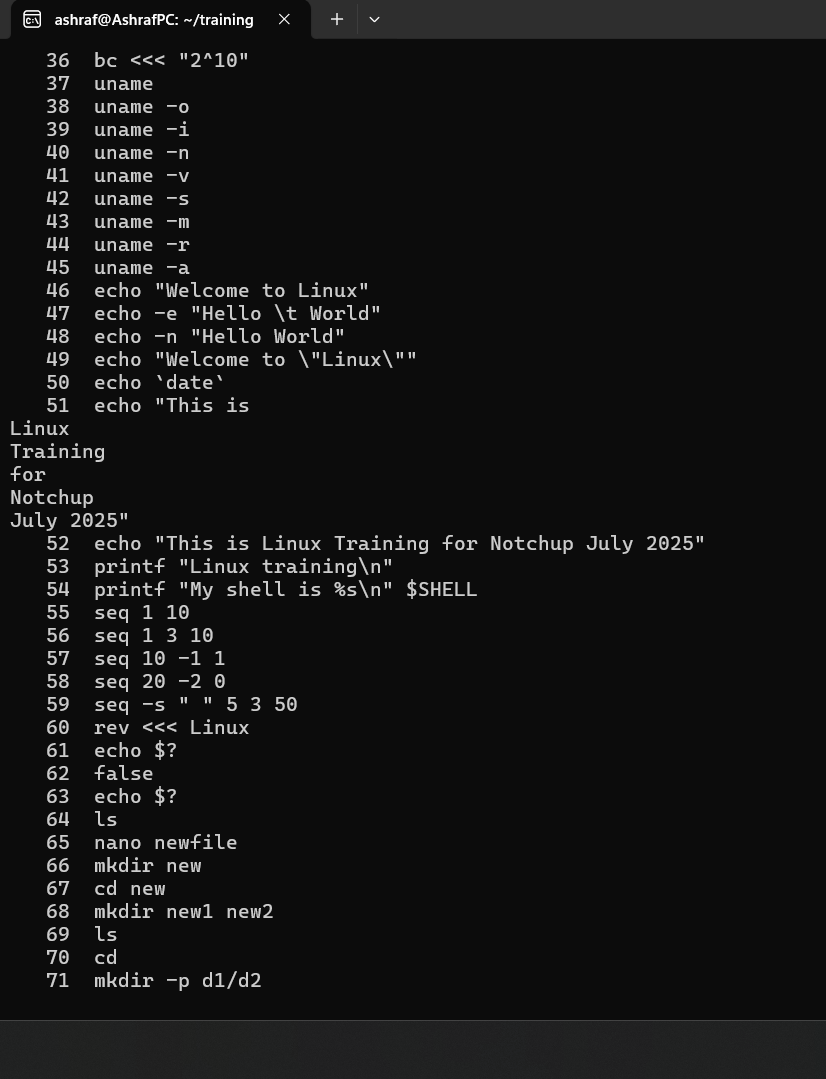 ashraf@AshrafPC: ~/training
36 bc <<< "2^10"
37 uname
38 uname -o
39 uname -i
40 uname -n
41 uname -v
42 uname -s
43 uname -m
44 uname -r
45 uname -a
46 echo "Welcome to Linux"
47 echo -e "Hello \t World"
48 echo -n "Hello World"
49 echo "Welcome to \"Linux\""
50 echo `date`
51 echo "This is
Linux
Training
for
Notchup
July 2025"
52 echo "This is Linux Training for Notchup July 2025"
53 printf "Linux training\n"
54 printf "My shell is %s\n" $SHELL
55 seq 1 10
56 seq 1 3 10
57 seq 10 -1 1
58 seq 20 -2 0
59 seq -s " " 5 3 50
60 rev <<< Linux
61 echo $?
62 false
63 echo $?
64 ls
65 nano newfile
66 mkdir new
67 cd new
68 mkdir new1 new2
69 ls
70 cd
71 mkdir -p d1/d2